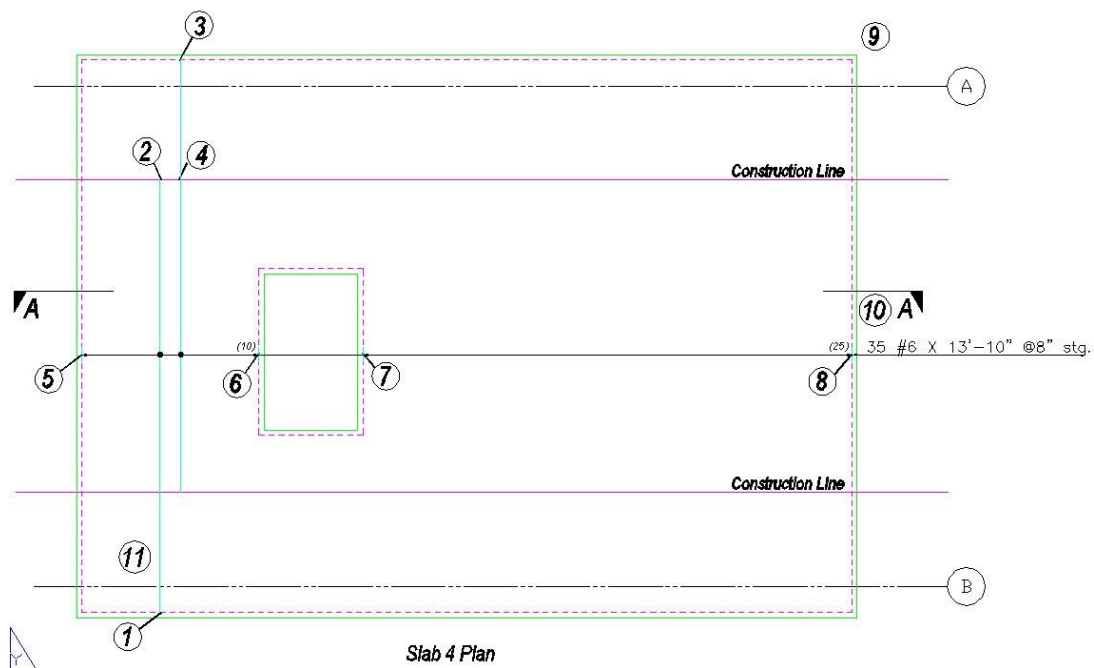 3
9
A
2
4
Construction Line
A
10 A
(10)
(25) 35 #6 X 13'-10" @8" stg.
5
6
7
8
Construction Line
11
B
1
Slab 4 Plan
Y